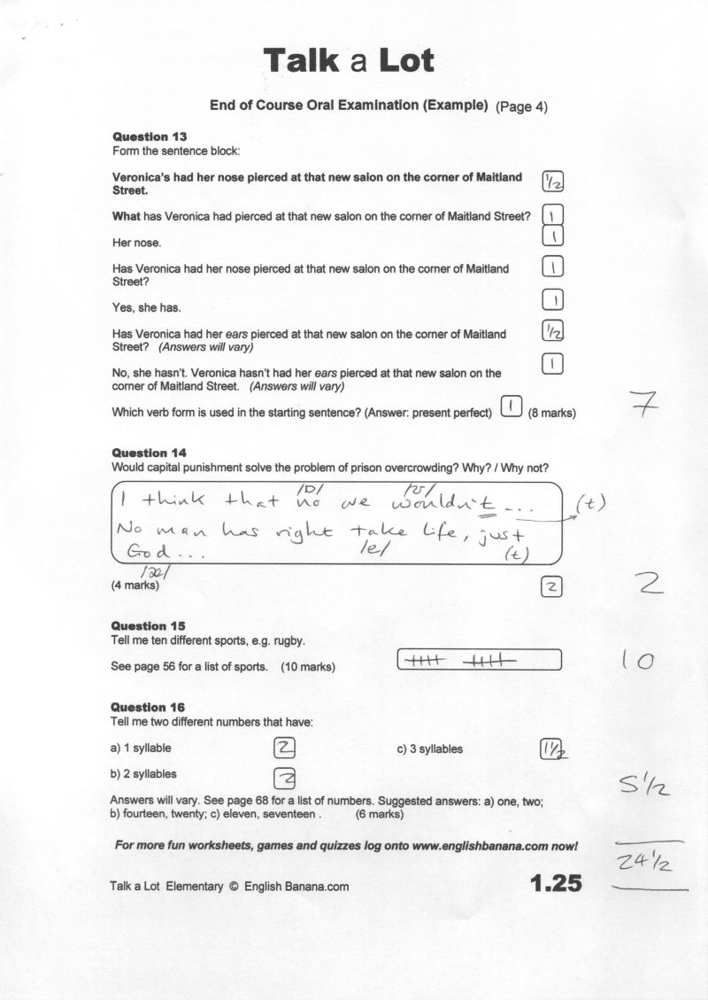 Talk a Lot
End of Course Oral Examination (Example) (Page 4)
Question 13
Form the sentence block:
Veronica's had her nose pierced at that new salon on the corner of Maitland
Street.
1/2
What has Veronica had pierced at that new salon on the corner of Maitland Street?
1
Her nose.
1
Has Veronica had her nose pierced at that new salon on the corner of Maitland
Street?
1
Yes, she has.
1
Has Veronica had her ears pierced at that new salon on the corner of Maitland
Street? (Answers will vary)
1/2
No, she hasn't. Veronica hasn't had her ears pierced at that new salon on the
corner of Maitland Street. (Answers will vary)
1
Which verb form is used in the starting sentence? (Answer: present perfect) 1 (8 marks)
7
Question 14
Would capital punishment solve the problem of prison overcrowding? Why? / Why not?
/ɒ/ /ʊ/
I think that no we wouldn't ... (t)
No man has right take life, just
God... /e/ (t)
/æ/
(4 marks) 2 2
Question 15
Tell me ten different sports, e.g. rugby.
See page 56 for a list of sports. (10 marks)
10
Question 16
Tell me two different numbers that have:
a) 1 syllable 2 c) 3 syllables 1 1/2
b) 2 syllables 2
5 1/2
Answers will vary. See page 68 for a list of numbers. Suggested answers: a) one, two;
b) fourteen, twenty; c) eleven, seventeen . (6 marks)
For more fun worksheets, games and quizzes log onto www.englishbanana.com now!
24 1/2
Talk a Lot Elementary © English Banana.com 1.25